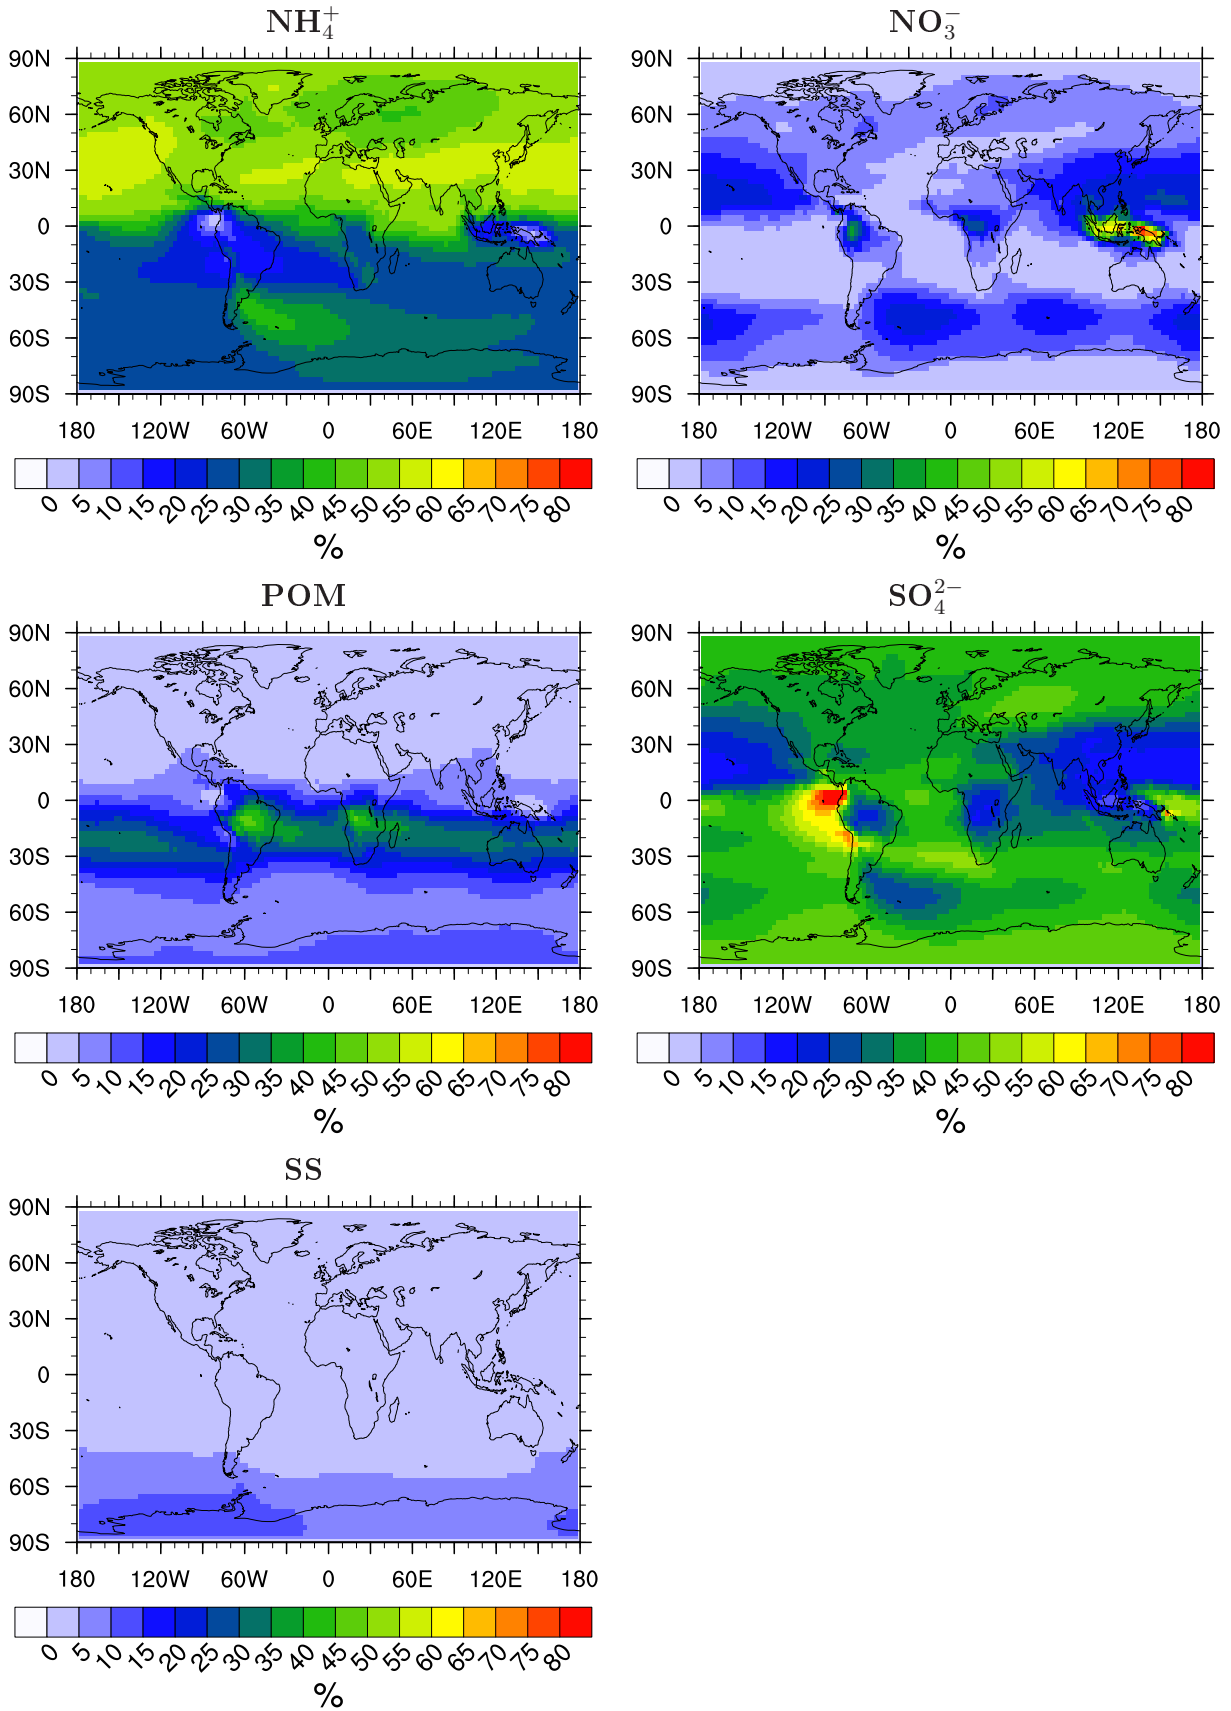 NH₄⁺ NO₃⁻
90N 90N
60N 60N
30N 30N
0 0
30S 30S
60S 60S
90S 90S
180 120W 60W 0 60E 120E 180 180 120W 60W 0 60E 120E 180
0 5 10 15 20 25 30 35 40 45 50 55 60 65 70 75 80 0 5 10 15 20 25 30 35 40 45 50 55 60 65 70 75 80
% %
POM SO₄²⁻
90N 90N
60N 60N
30N 30N
0 0
30S 30S
60S 60S
90S 90S
180 120W 60W 0 60E 120E 180 180 120W 60W 0 60E 120E 180
0 5 10 15 20 25 30 35 40 45 50 55 60 65 70 75 80 0 5 10 15 20 25 30 35 40 45 50 55 60 65 70 75 80
% %
SS
90N
60N
30N
0
30S
60S
90S
180 120W 60W 0 60E 120E 180
0 5 10 15 20 25 30 35 40 45 50 55 60 65 70 75 80
%